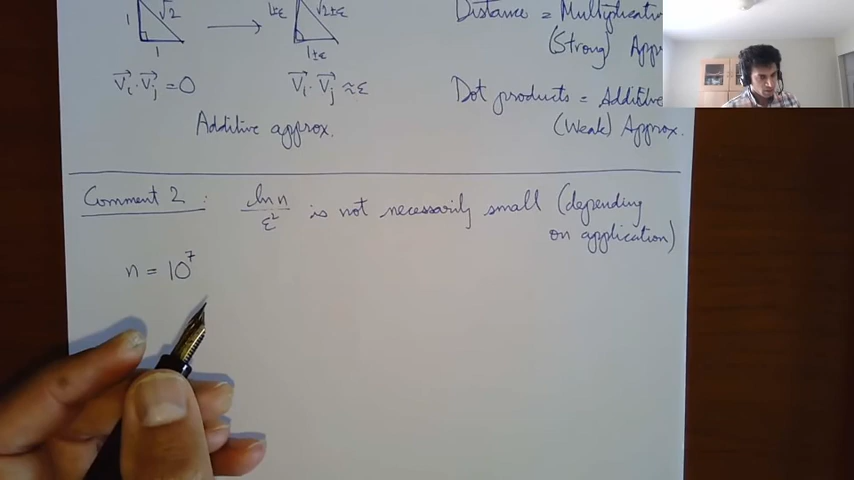 1 √2 1±ε √2±ε Distance = Multiplicative
1 1±ε (Strong) App
V⃗i · V⃗j = 0 V⃗i · V⃗j ≈ ε Dot products = Additive
Additive approx. (Weak) Approx.
Comment 2 : ln n / ε² is not necessarily small (depending
on application)
n = 10⁷